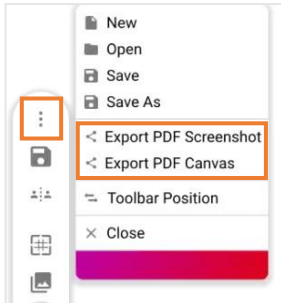 New
Open
Save
Save As
Export PDF Screenshot
Export PDF Canvas
Toolbar Position
Close